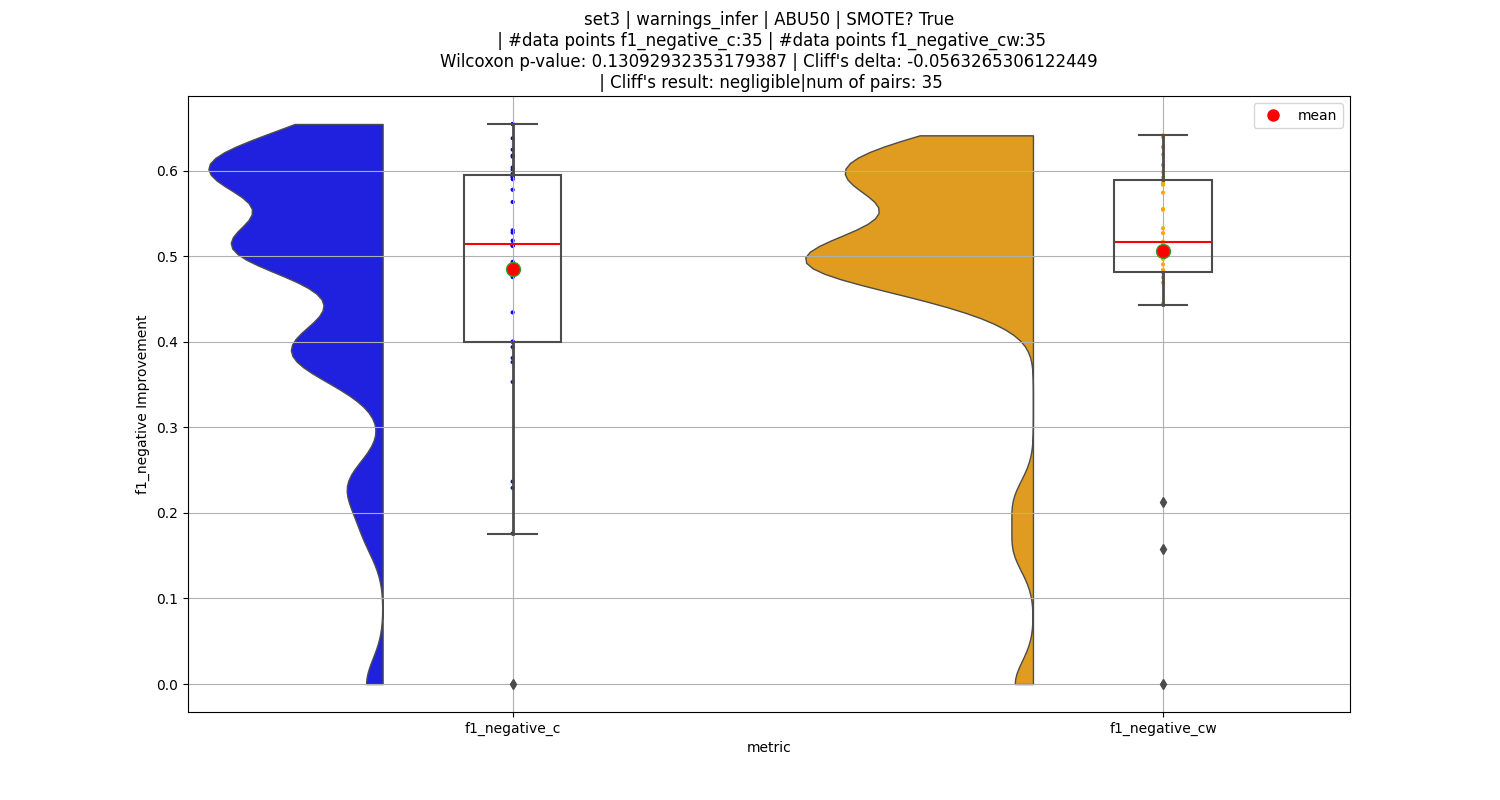 set3 | warnings_infer | ABU50 | SMOTE? True
| #data points f1_negative_c:35 | #data points f1_negative_cw:35
Wilcoxon p-value: 0.13092932353179387 | Cliff's delta: -0.0563265306122449
| Cliff's result: negligible|num of pairs: 35
mean
0.6
0.5
0.4
0.3
0.2
0.1
0.0
f1_negative Improvement
f1_negative_c
f1_negative_cw
metric